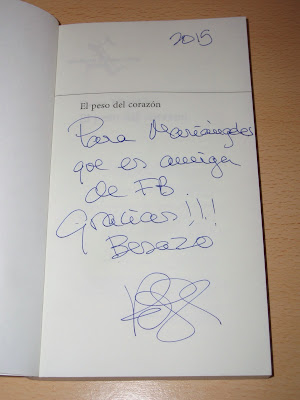 2015
El peso del corazón
Para Mariángeles
que es amiga
de FB.
Gracias!!!
Besazo